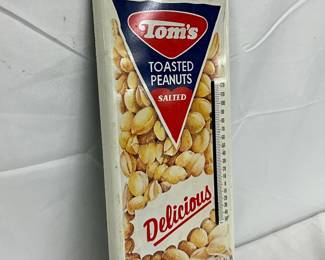 Tom's
TOASTED
PEANUTS
SALTED
Delicious